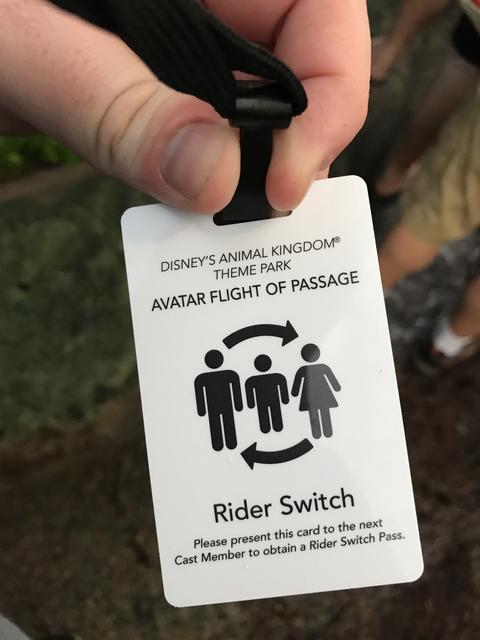 DISNEY'S ANIMAL KINGDOM®
THEME PARK
AVATAR FLIGHT OF PASSAGE
Rider Switch
Please present this card to the next
Cast Member to obtain a Rider Switch Pass.